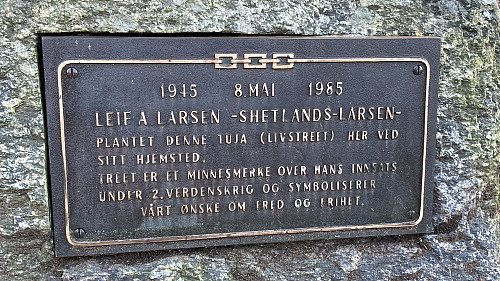 1945 8 MAI 1985
LEIF A LARSEN -SHETLANDS-LARSEN-
PLANTET DENNE TUJA (LIVSTREET) HER VED
SITT HJEMSTED.
TREET ER ET MINNESMERKE OVER HANS INNSATS
UNDER 2.VERDENSKRIG OG SYMBOLISERER
VÅRT ØNSKE OM FRED OG FRIHET.